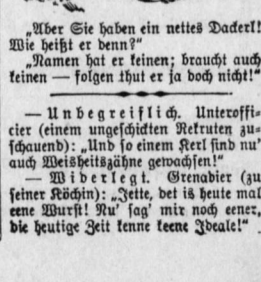 „Aber Sie haben ein nettes Dackerl!
Wie heißt er denn?“
„Namen hat er keinen; braucht auch
keinen — folgen thut er ja doch nicht!“
— Unbegreiflich. Unteroffi-
cier (einem ungeschickten Rekruten zu-
schauend): „Und so einem Kerl sind nu’
auch Weisheitszähne gewachsen!“
— Widerlegt. Grenadier (zu
seiner Köchin): „Jette, det is heute mal
eene Wurst! Nu’ sag’ mir noch eener,
die heutige Zeit kenne keene Ideale!“